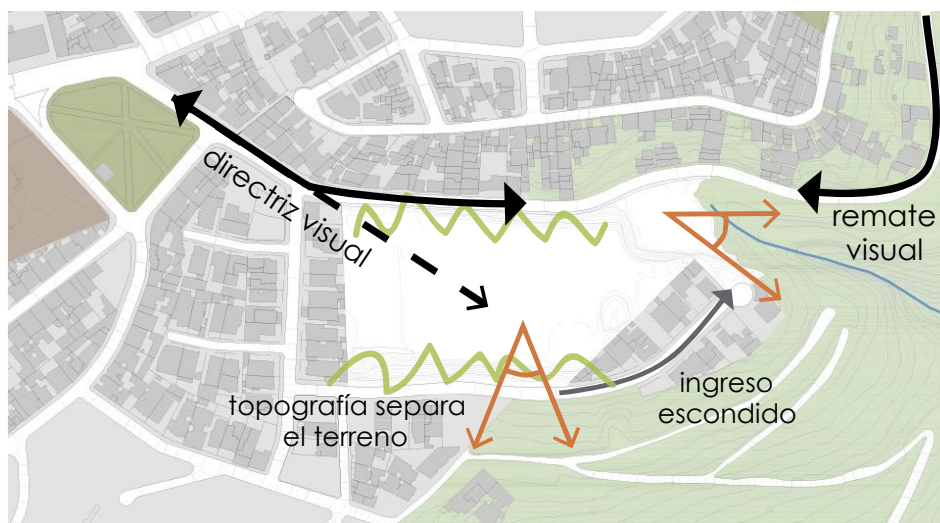 directriz visual
remate
visual
topografía separa
el terreno
ingreso
escondido